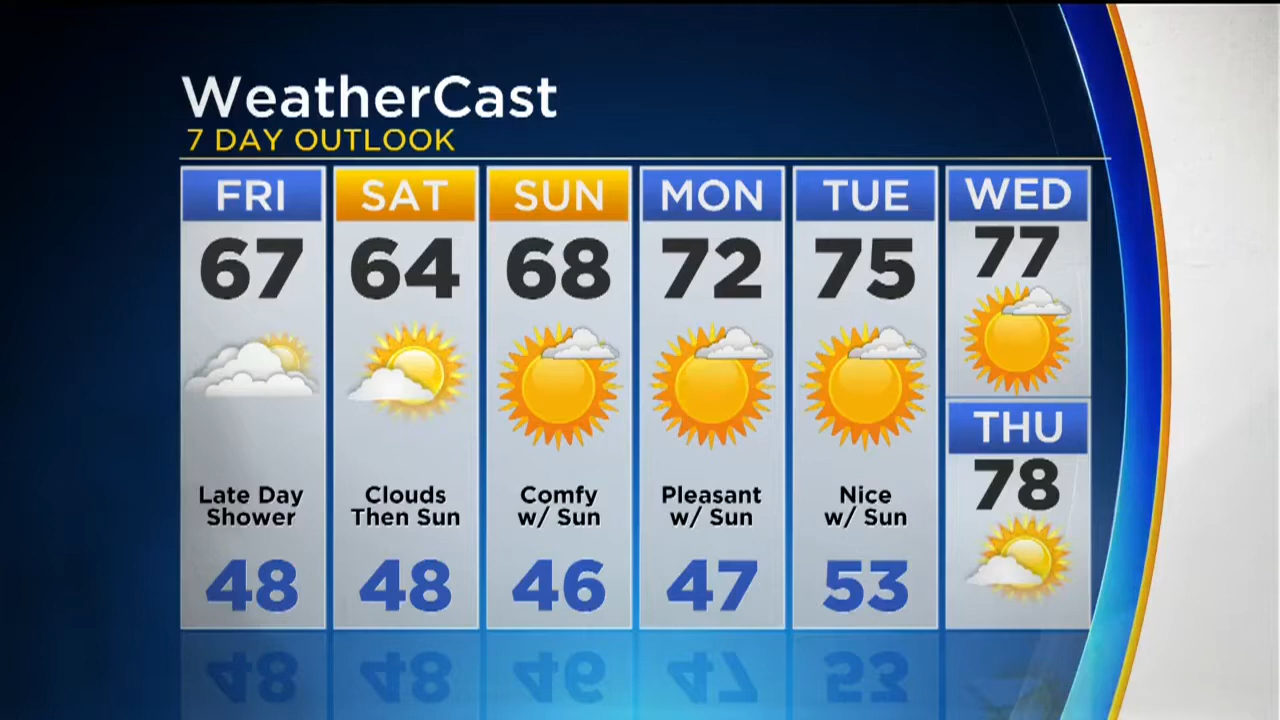 WeatherCast
7 DAY OUTLOOK
FRI
67
Late Day
Shower
48
SAT
64
Clouds
Then Sun
48
SUN
68
Comfy
w/ Sun
46
MON
72
Pleasant
w/ Sun
47
TUE
75
Nice
w/ Sun
53
WED
77
THU
78